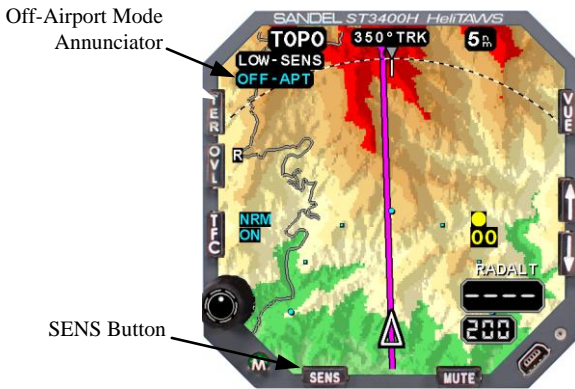 Off-Airport Mode
Annunciator
SANDEL ST3400H HeliTAWS
TOPO
350° TRK
5nm
LOW-SENS
OFF-APT
TER
VUE
R
OVL
NRM
ON
TFC
00
RADALT
----
200
SENS Button
M
SENS
MUTE